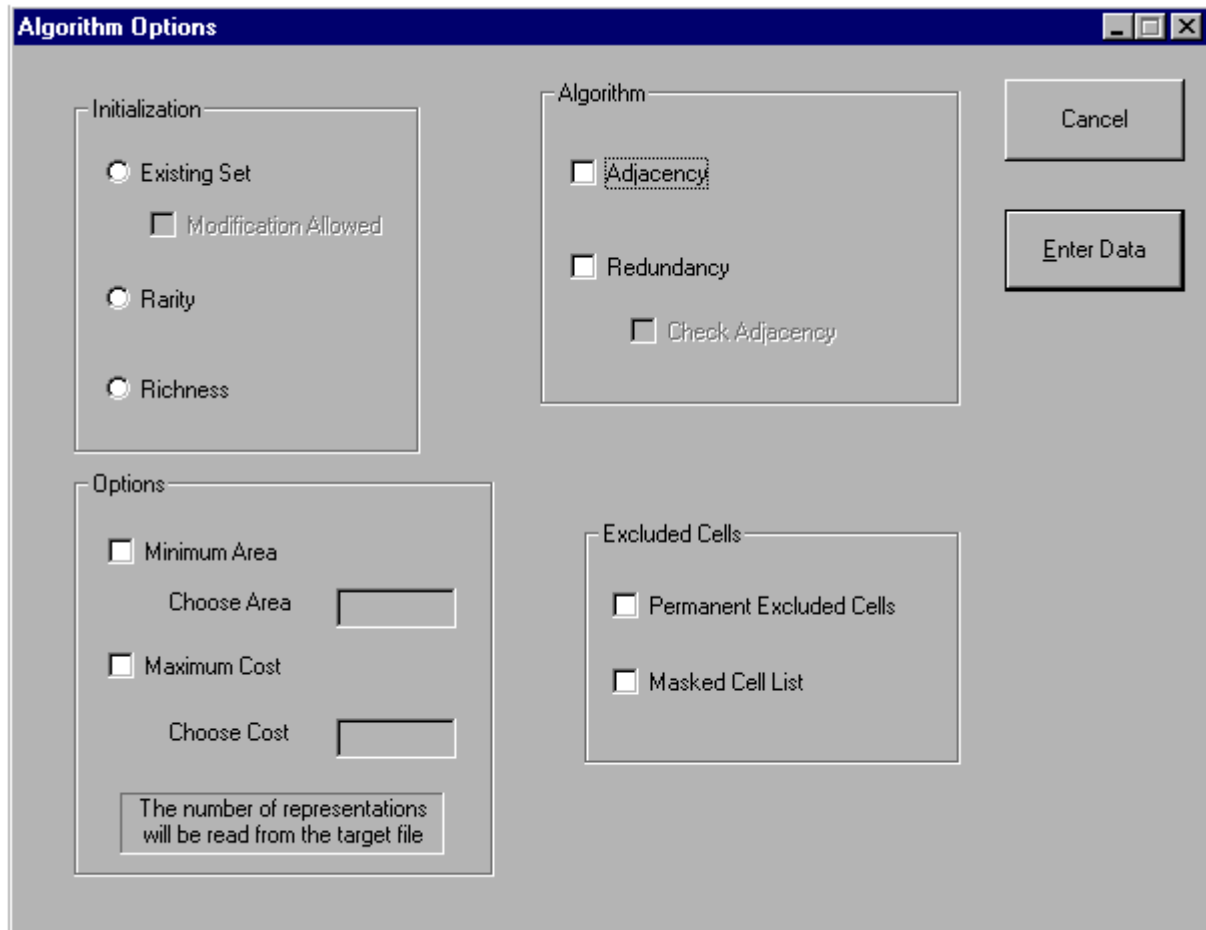 Algorithm Options
Initialization
Existing Set
Modification Allowed
Rarity
Richness
Algorithm
Adjacency
Redundancy
Check Adjacency
Cancel
Enter Data
Options
Minimum Area
Choose Area
Maximum Cost
Choose Cost
The number of representations
will be read from the target file
Excluded Cells
Permanent Excluded Cells
Masked Cell List